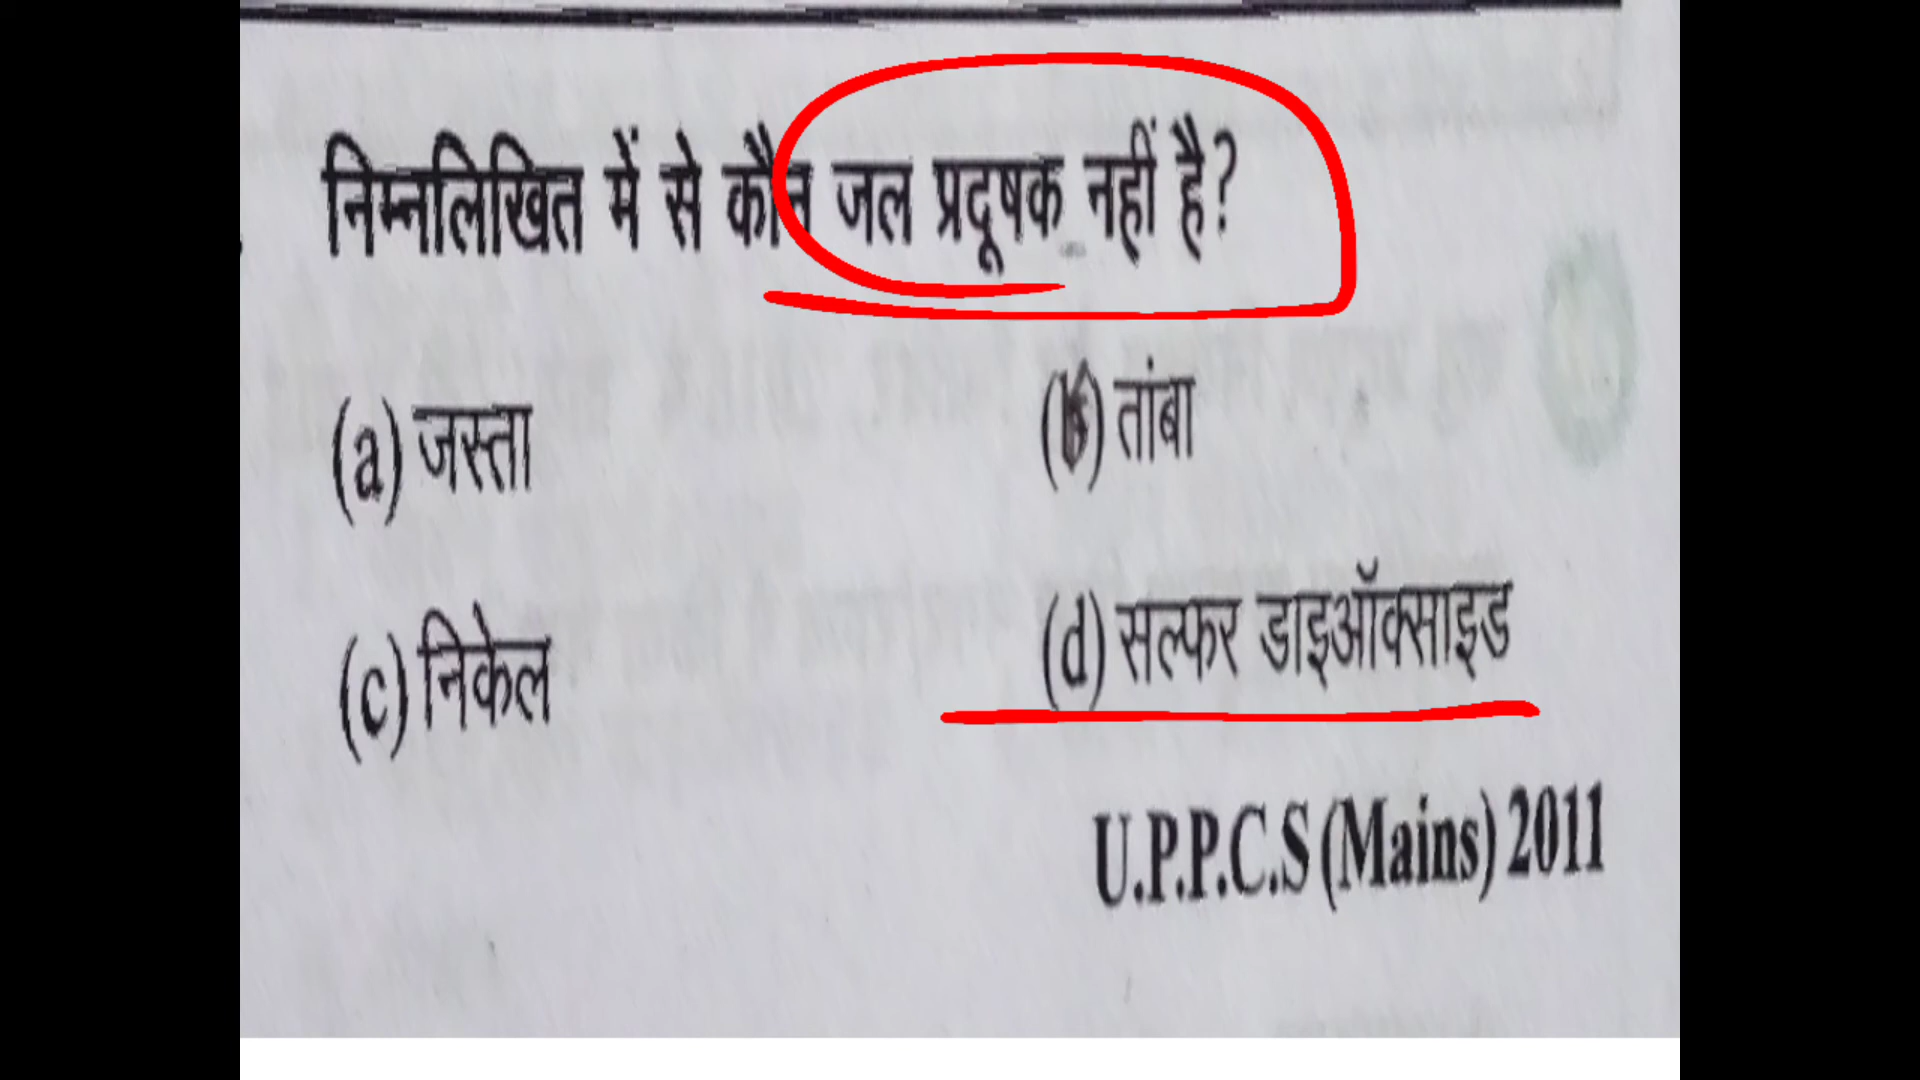 निम्नलिखित में से कौन जल प्रदूषक नहीं है?
(a) जस्ता (b) तांबा
(c) निकेल (d) सल्फर डाइऑक्साइड
U.P.P.C.S (Mains) 2011